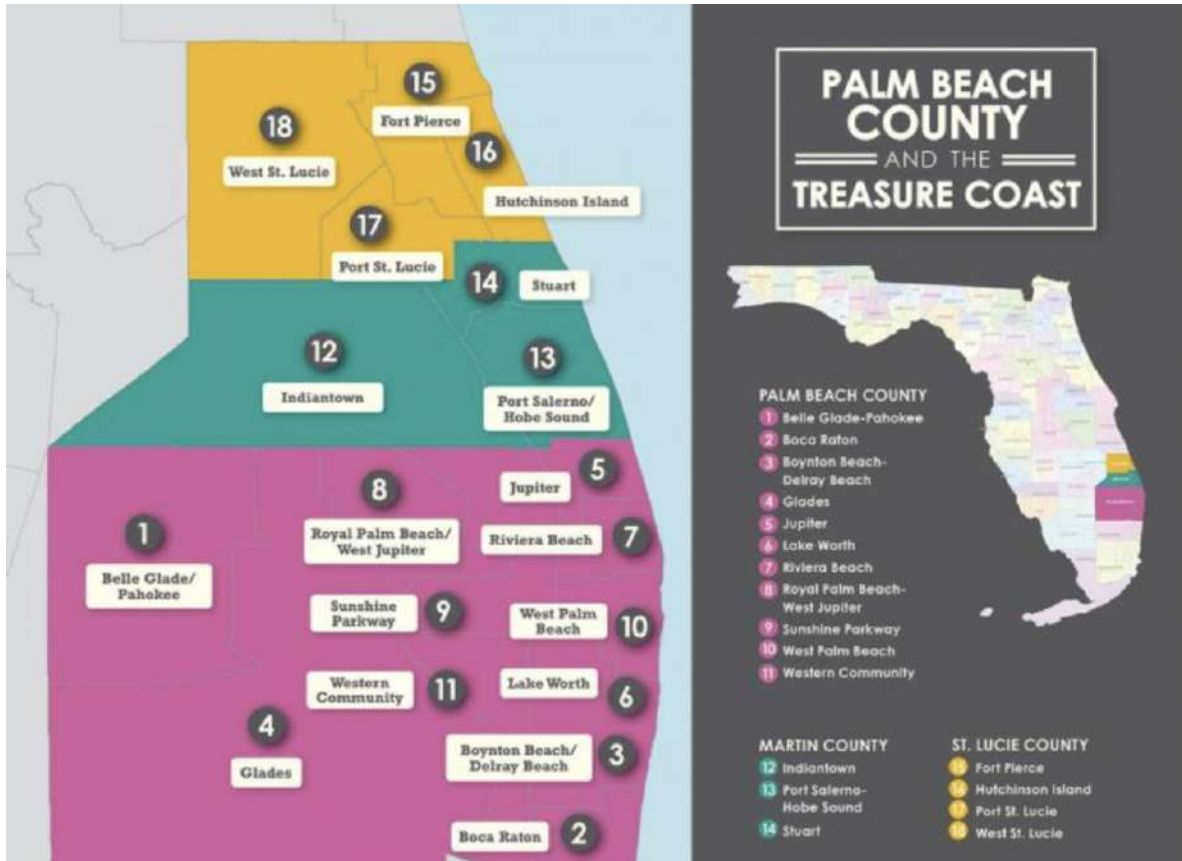 15
Fort Pierce
18
West St. Lucie
16
Hutchinson Island
17
Port St. Lucie
14
Stuart
12
Indiantown
13
Port Salerno/
Hobe Sound
5
Jupiter
8
Royal Palm Beach/
West Jupiter
Riviera Beach
7
1
Belle Glade/
Pahokee
Sunshine
Parkway
9
West Palm
Beach
10
Western
Community
11
Lake Worth
6
4
Glades
Boynton Beach/
Delray Beach
3
Boca Raton
2
PALM BEACH
COUNTY
AND THE
TREASURE COAST
PALM BEACH COUNTY
1 Belle Glade-Pahokee
2 Boca Raton
3 Boynton Beach-
Delray Beach
4 Glades
5 Jupiter
6 Lake Worth
7 Riviera Beach
8 Royal Palm Beach-
West Jupiter
9 Sunshine Parkway
10 West Palm Beach
11 Western Community
MARTIN COUNTY
12 Indiantown
13 Port Salerno-
Hobe Sound
14 Stuart
ST. LUCIE COUNTY
15 Fort Pierce
16 Hutchinson Island
17 Port St. Lucie
18 West St. Lucie